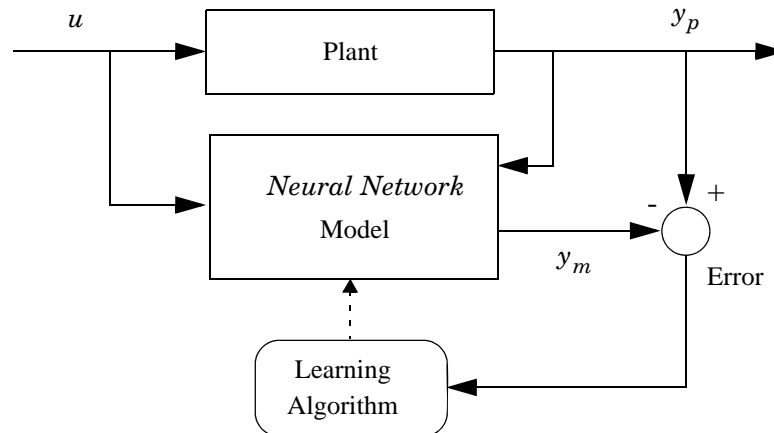 u
y_p
Plant
Neural Network
Model
- +
y_m
Error
Learning
Algorithm